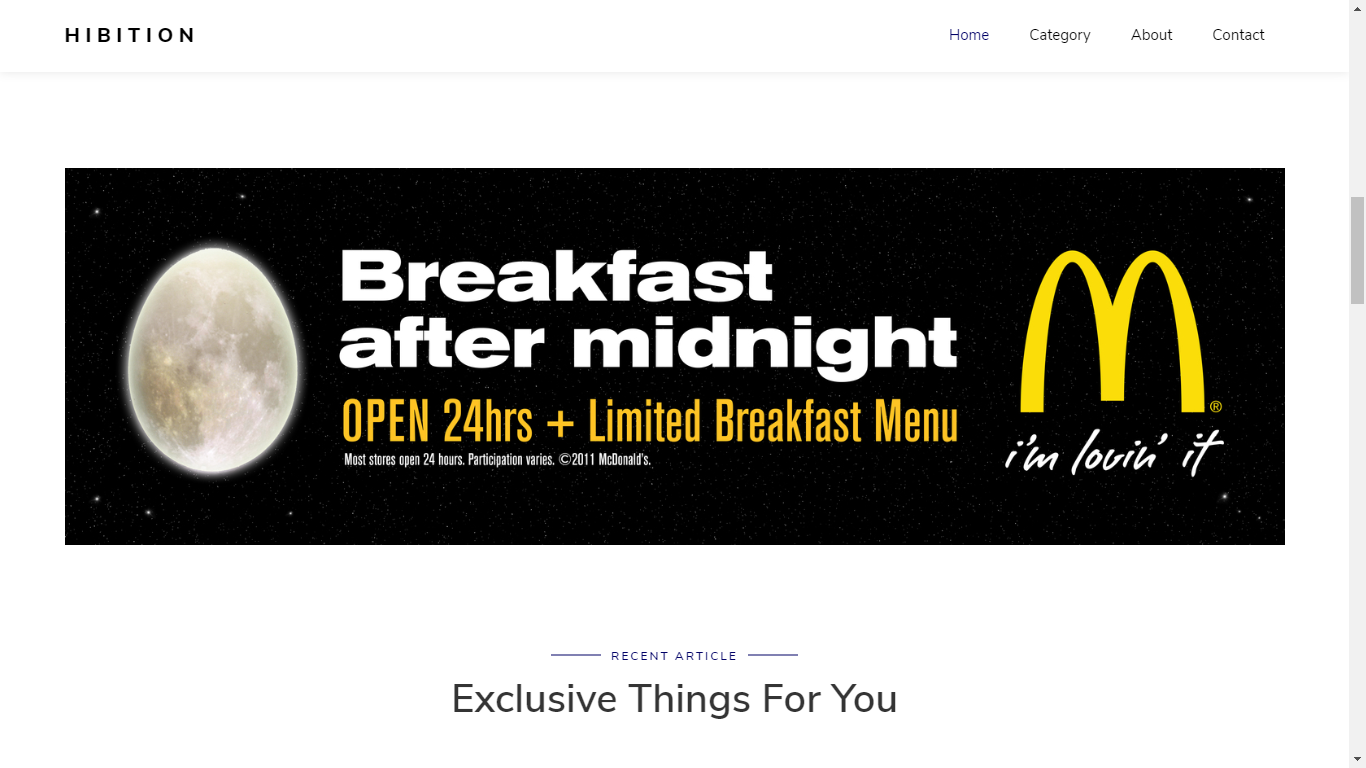 HIBITION
Home Category About Contact
Breakfast
after midnight
OPEN 24hrs + Limited Breakfast Menu
Most stores open 24 hours. Participation varies. ©2011 McDonald's.
®
i'm lovin' it
RECENT ARTICLE
Exclusive Things For You